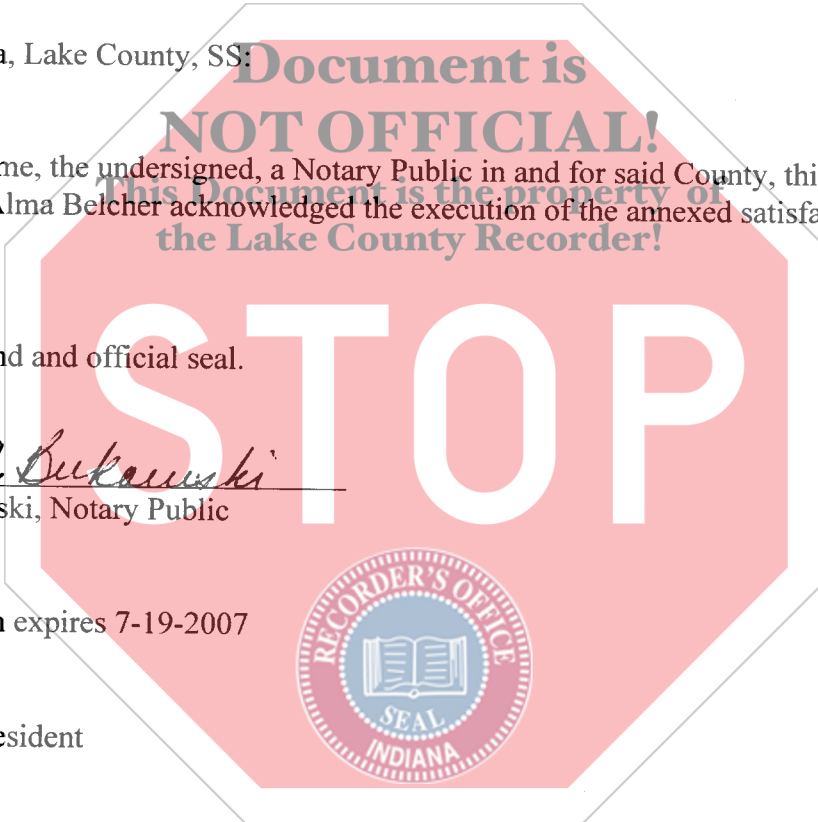 a, Lake County, SS:
Document is
NOT OFFICIAL!
me, the undersigned, a Notary Public in and for said County, thi
This Document is the property of
Alma Belcher acknowledged the execution of the annexed satisfa
the Lake County Recorder!
STOP
nd and official seal.
Bukowski
ski, Notary Public
RECORDER'S OFFICE
n expires 7-19-2007
SEAL
esident
INDIANA